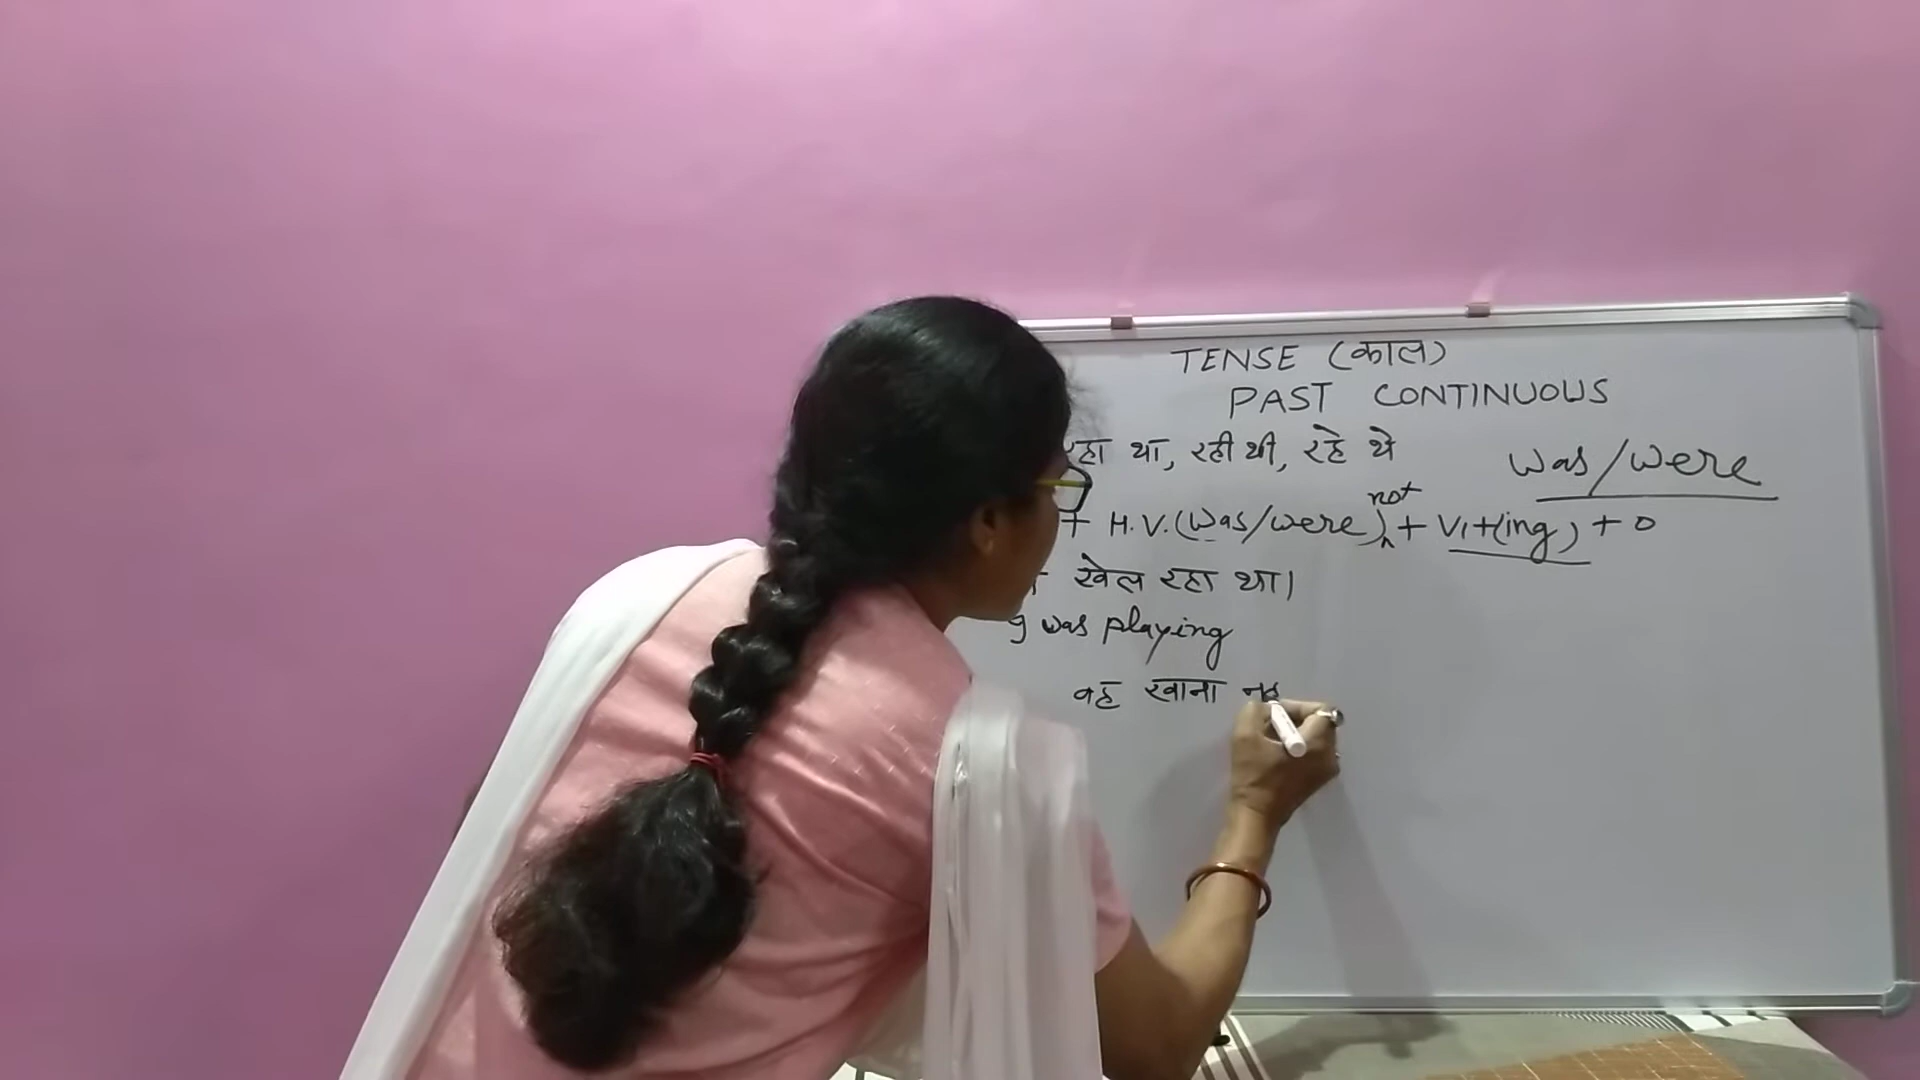 TENSE (काल)
PAST CONTINUOUS
रहा था, रही थी, रहे थे was/were
+ H.V.(was/were) not + V1+(ing) + O
खेल रहा था।
I was playing
वह खाना